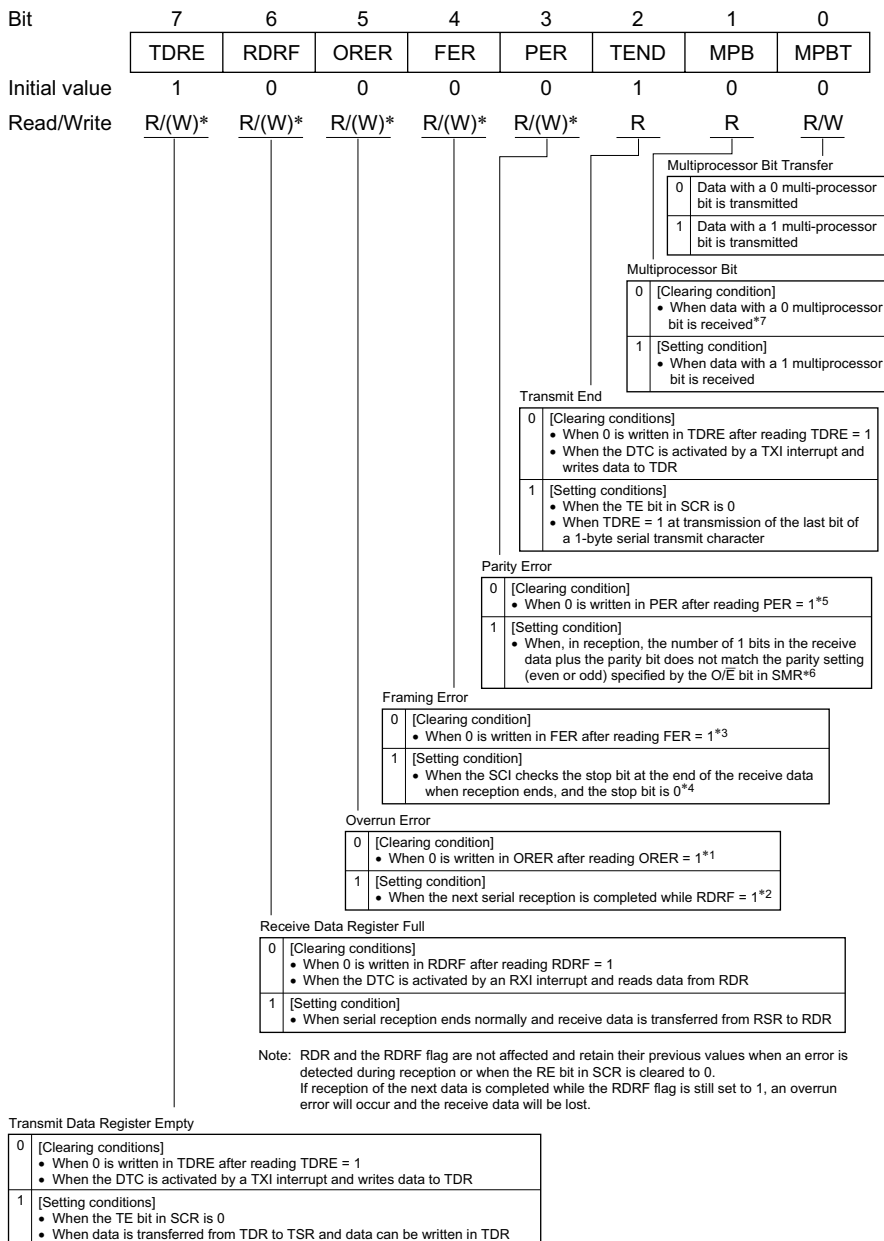 Bit 7 6 5 4 3 2 1 0
TDRE RDRF ORER FER PER TEND MPB MPBT
Initial value 1 0 0 0 0 1 0 0
Read/Write R/(W)* R/(W)* R/(W)* R/(W)* R/(W)* R R R/W
Multiprocessor Bit Transfer
0 Data with a 0 multi-processor
bit is transmitted
1 Data with a 1 multi-processor
bit is transmitted
Multiprocessor Bit
0 [Clearing condition]
• When data with a 0 multiprocessor
bit is received*7
1 [Setting condition]
• When data with a 1 multiprocessor
bit is received
Transmit End
0 [Clearing conditions]
• When 0 is written in TDRE after reading TDRE = 1
• When the DTC is activated by a TXI interrupt and
writes data to TDR
1 [Setting conditions]
• When the TE bit in SCR is 0
• When TDRE = 1 at transmission of the last bit of
a 1-byte serial transmit character
Parity Error
0 [Clearing condition]
• When 0 is written in PER after reading PER = 1*5
1 [Setting condition]
• When, in reception, the number of 1 bits in the receive
data plus the parity bit does not match the parity setting
(even or odd) specified by the O/E̅ bit in SMR*6
Framing Error
0 [Clearing condition]
• When 0 is written in FER after reading FER = 1*3
1 [Setting condition]
• When the SCI checks the stop bit at the end of the receive data
when reception ends, and the stop bit is 0*4
Overrun Error
0 [Clearing condition]
• When 0 is written in ORER after reading ORER = 1*1
1 [Setting condition]
• When the next serial reception is completed while RDRF = 1*2
Receive Data Register Full
0 [Clearing conditions]
• When 0 is written in RDRF after reading RDRF = 1
• When the DTC is activated by an RXI interrupt and reads data from RDR
1 [Setting condition]
• When serial reception ends normally and receive data is transferred from RSR to RDR
Note: RDR and the RDRF flag are not affected and retain their previous values when an error is
detected during reception or when the RE bit in SCR is cleared to 0.
If reception of the next data is completed while the RDRF flag is still set to 1, an overrun
error will occur and the receive data will be lost.
Transmit Data Register Empty
0 [Clearing conditions]
• When 0 is written in TDRE after reading TDRE = 1
• When the DTC is activated by a TXI interrupt and writes data to TDR
1 [Setting conditions]
• When the TE bit in SCR is 0
• When data is transferred from TDR to TSR and data can be written in TDR